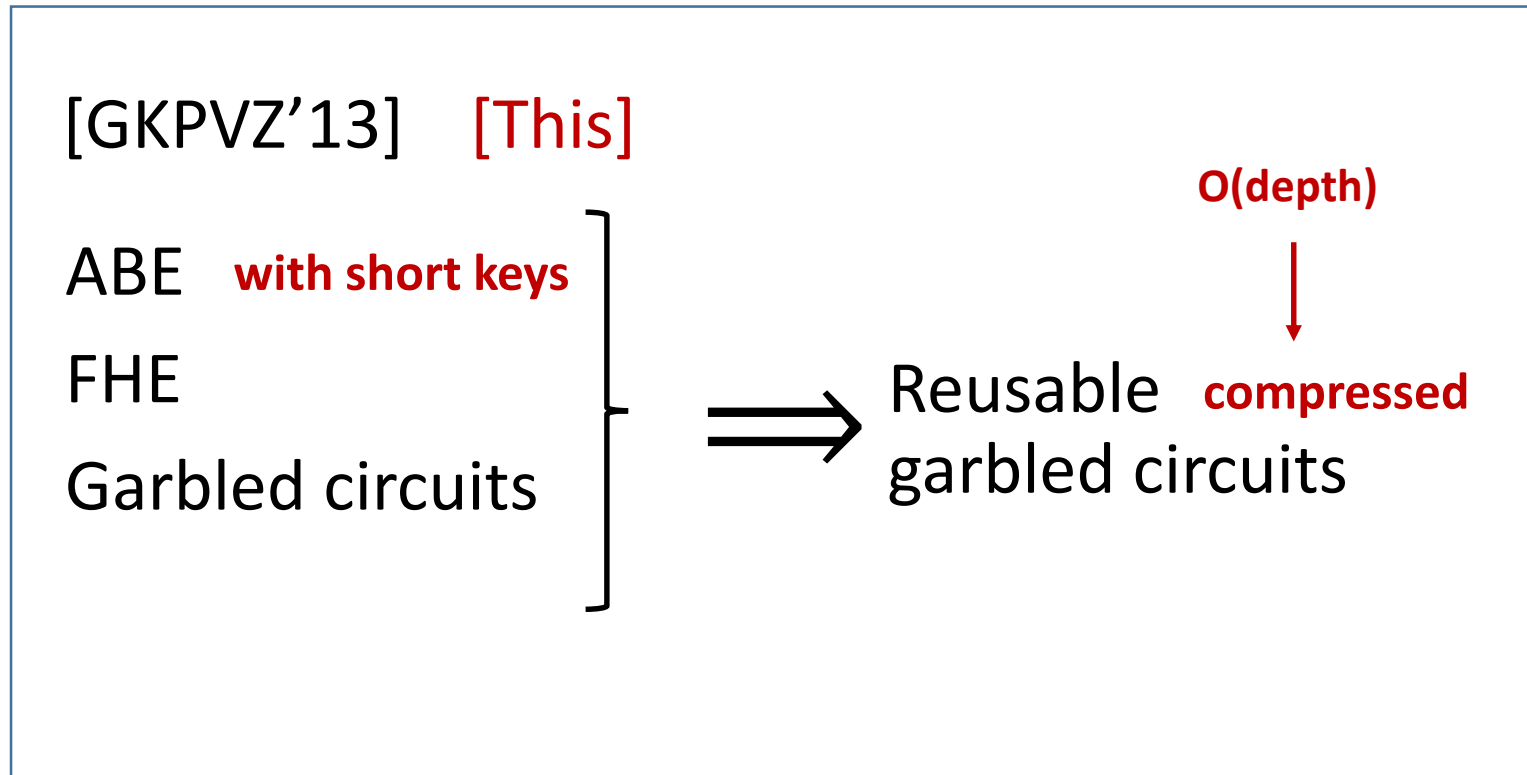 [GKPVZ’13] [This]
O(depth)
ABE with short keys
FHE
Reusable compressed
garbled circuits
Garbled circuits